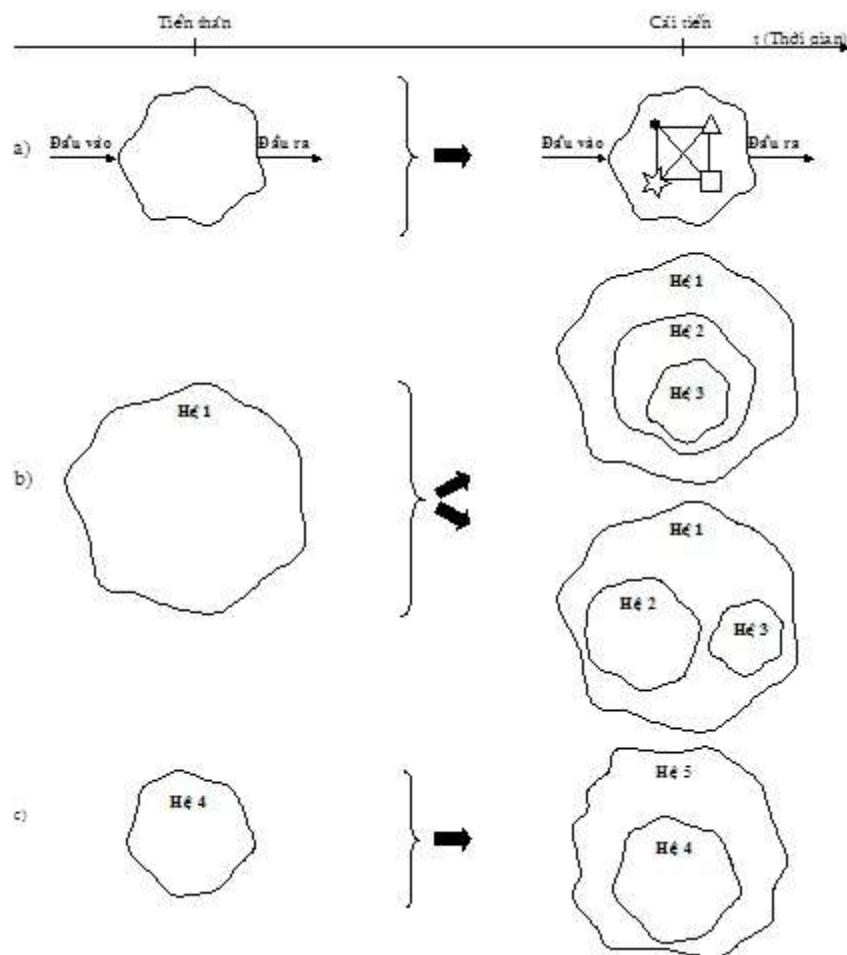 Tiền thân
Cải tiến
t (Thời gian)
a)
Đầu vào
Đầu ra
Đầu vào
Đầu ra
Hệ 1
Hệ 2
Hệ 3
b)
Hệ 1
Hệ 1
Hệ 2
Hệ 3
c)
Hệ 4
Hệ 5
Hệ 4